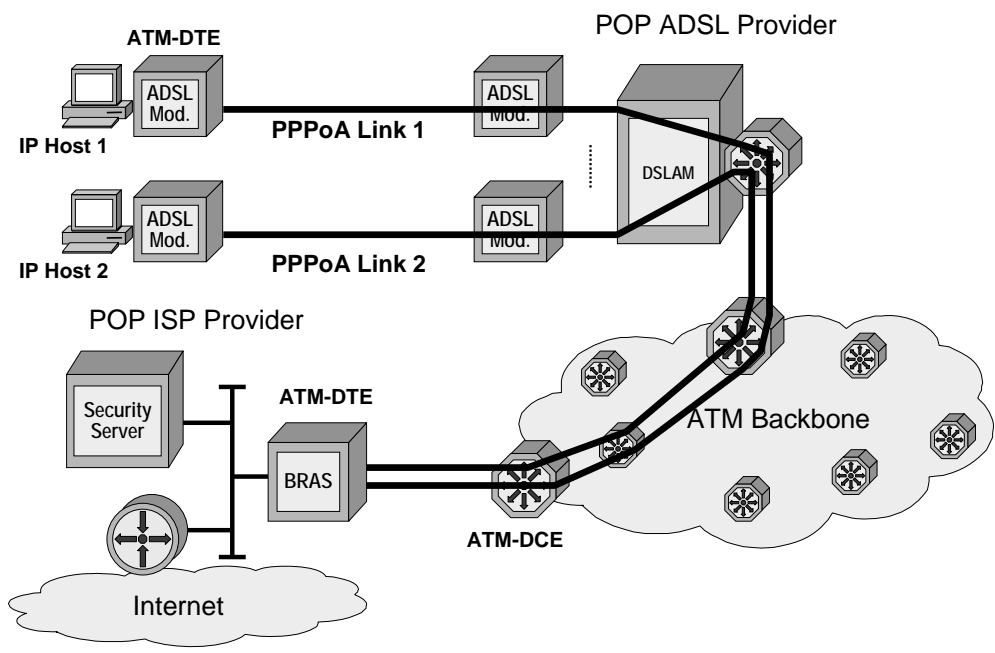 POP ADSL Provider
ATM-DTE
ADSL
Mod.
ADSL
Mod.
IP Host 1
PPPoA Link 1
DSLAM
ADSL
Mod.
ADSL
Mod.
IP Host 2
PPPoA Link 2
POP ISP Provider
ATM-DTE
Security
Server
ATM Backbone
BRAS
ATM-DCE
Internet